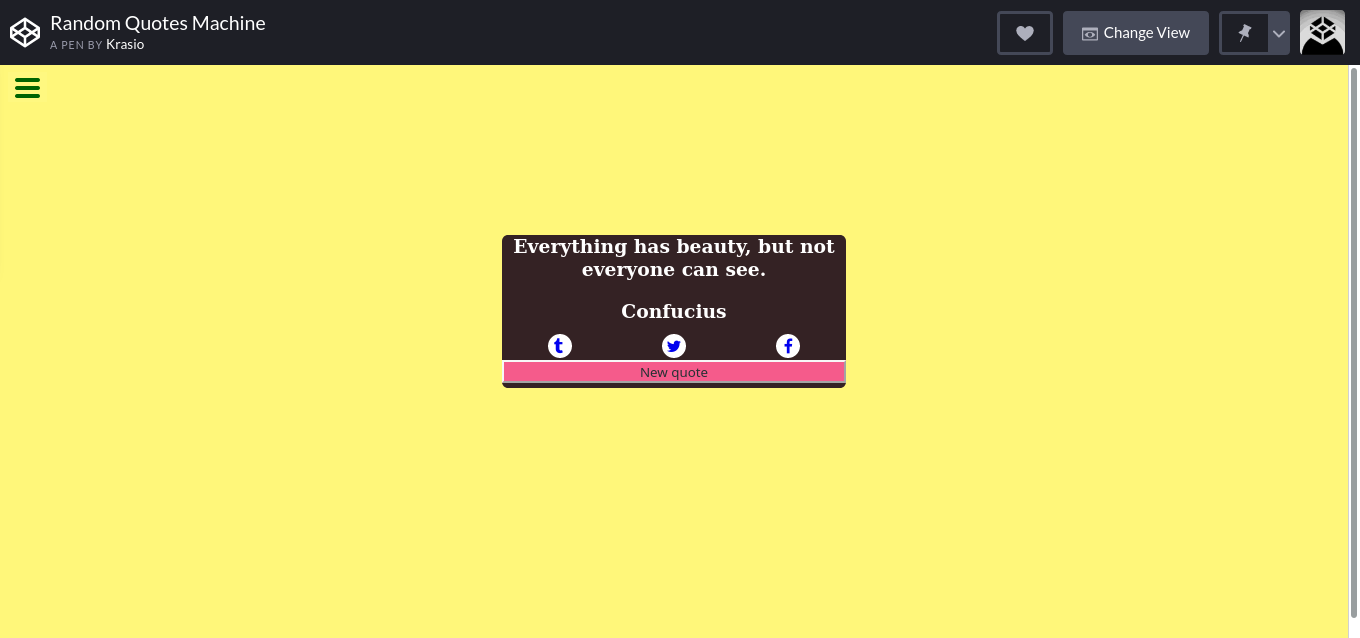 Random Quotes Machine
A PEN BY Krasio
Change View
Everything has beauty, but not
everyone can see.
Confucius
New quote